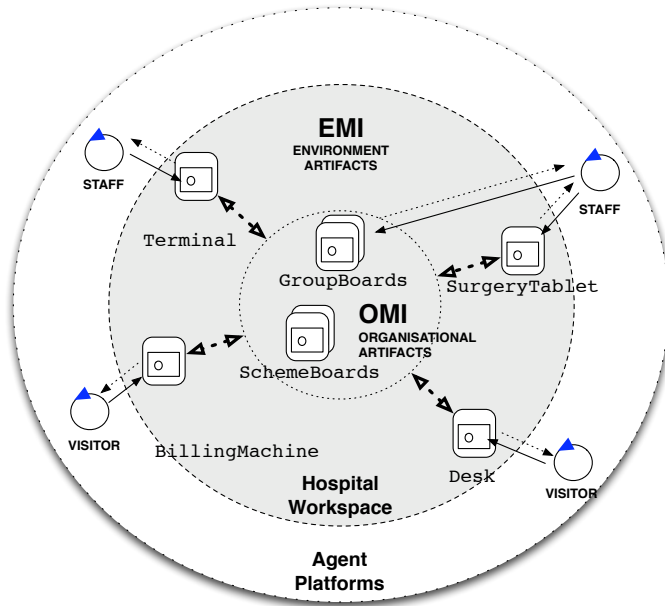 EMI
ENVIRONMENT
ARTIFACTS
STAFF
STAFF
Terminal
GroupBoards
SurgeryTablet
OMI
ORGANISATIONAL
ARTIFACTS
SchemeBoards
VISITOR
BillingMachine
Desk
VISITOR
Hospital
Workspace
Agent
Platforms